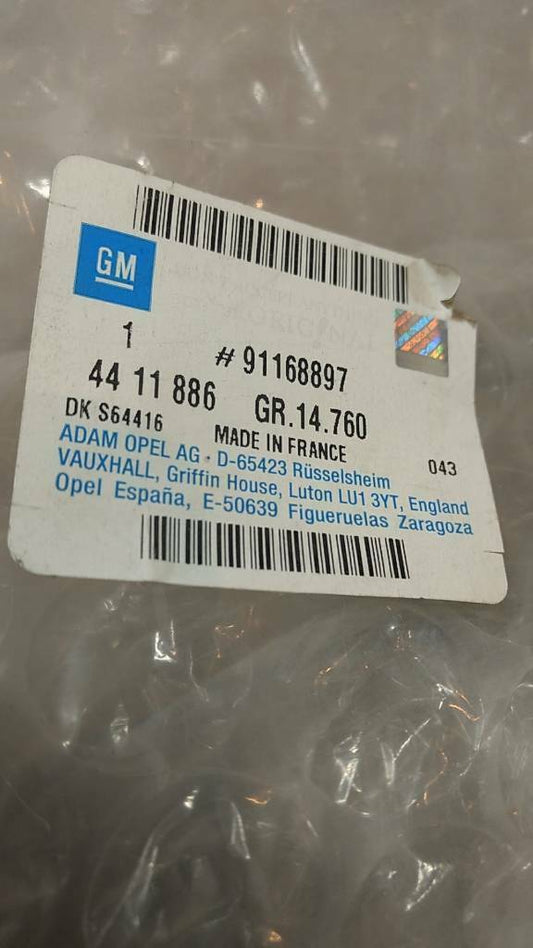 GM
1
# 91168897
44 11 886 GR.14.760
DK S64416 MADE IN FRANCE 043
ADAM OPEL AG · D-65423 Rüsselsheim
VAUXHALL, Griffin House, Luton LU1 3YT, England
Opel España, E-50639 Figueruelas Zaragoza